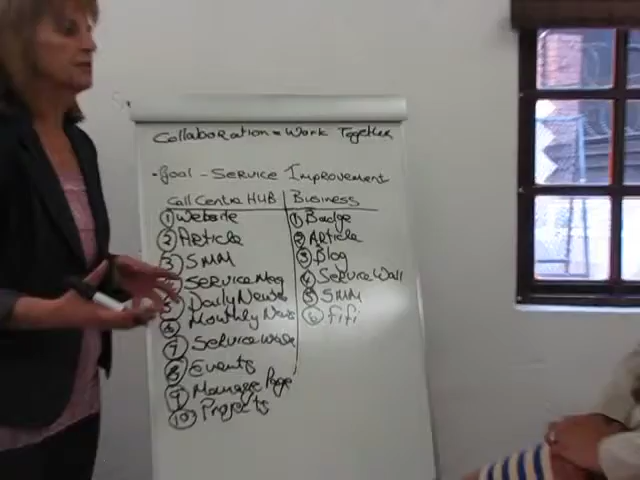 Collaboration = Work Together
- Goal - Service Improvement
Call Centre HUB
① Website
② Article
③ SMM
Service Mag
Daily News
Monthly News
⑦ Service Walk
⑧ Events
⑨ Manage Page
⑩ Projects
Business
① Badge
② Article
③ Blog
④ Service Wall
⑤ SMM
⑥ Fifi